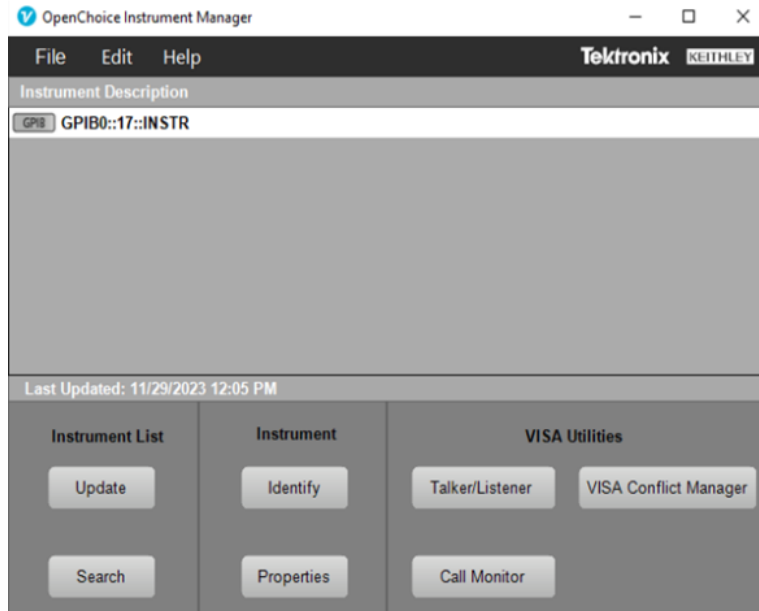 OpenChoice Instrument Manager
File Edit Help Tektronix KEITHLEY
Instrument Description
GPIB GPIB0::17::INSTR
Last Updated: 11/29/2023 12:05 PM
Instrument List Instrument VISA Utilities
Update Identify Talker/Listener VISA Conflict Manager
Search Properties Call Monitor